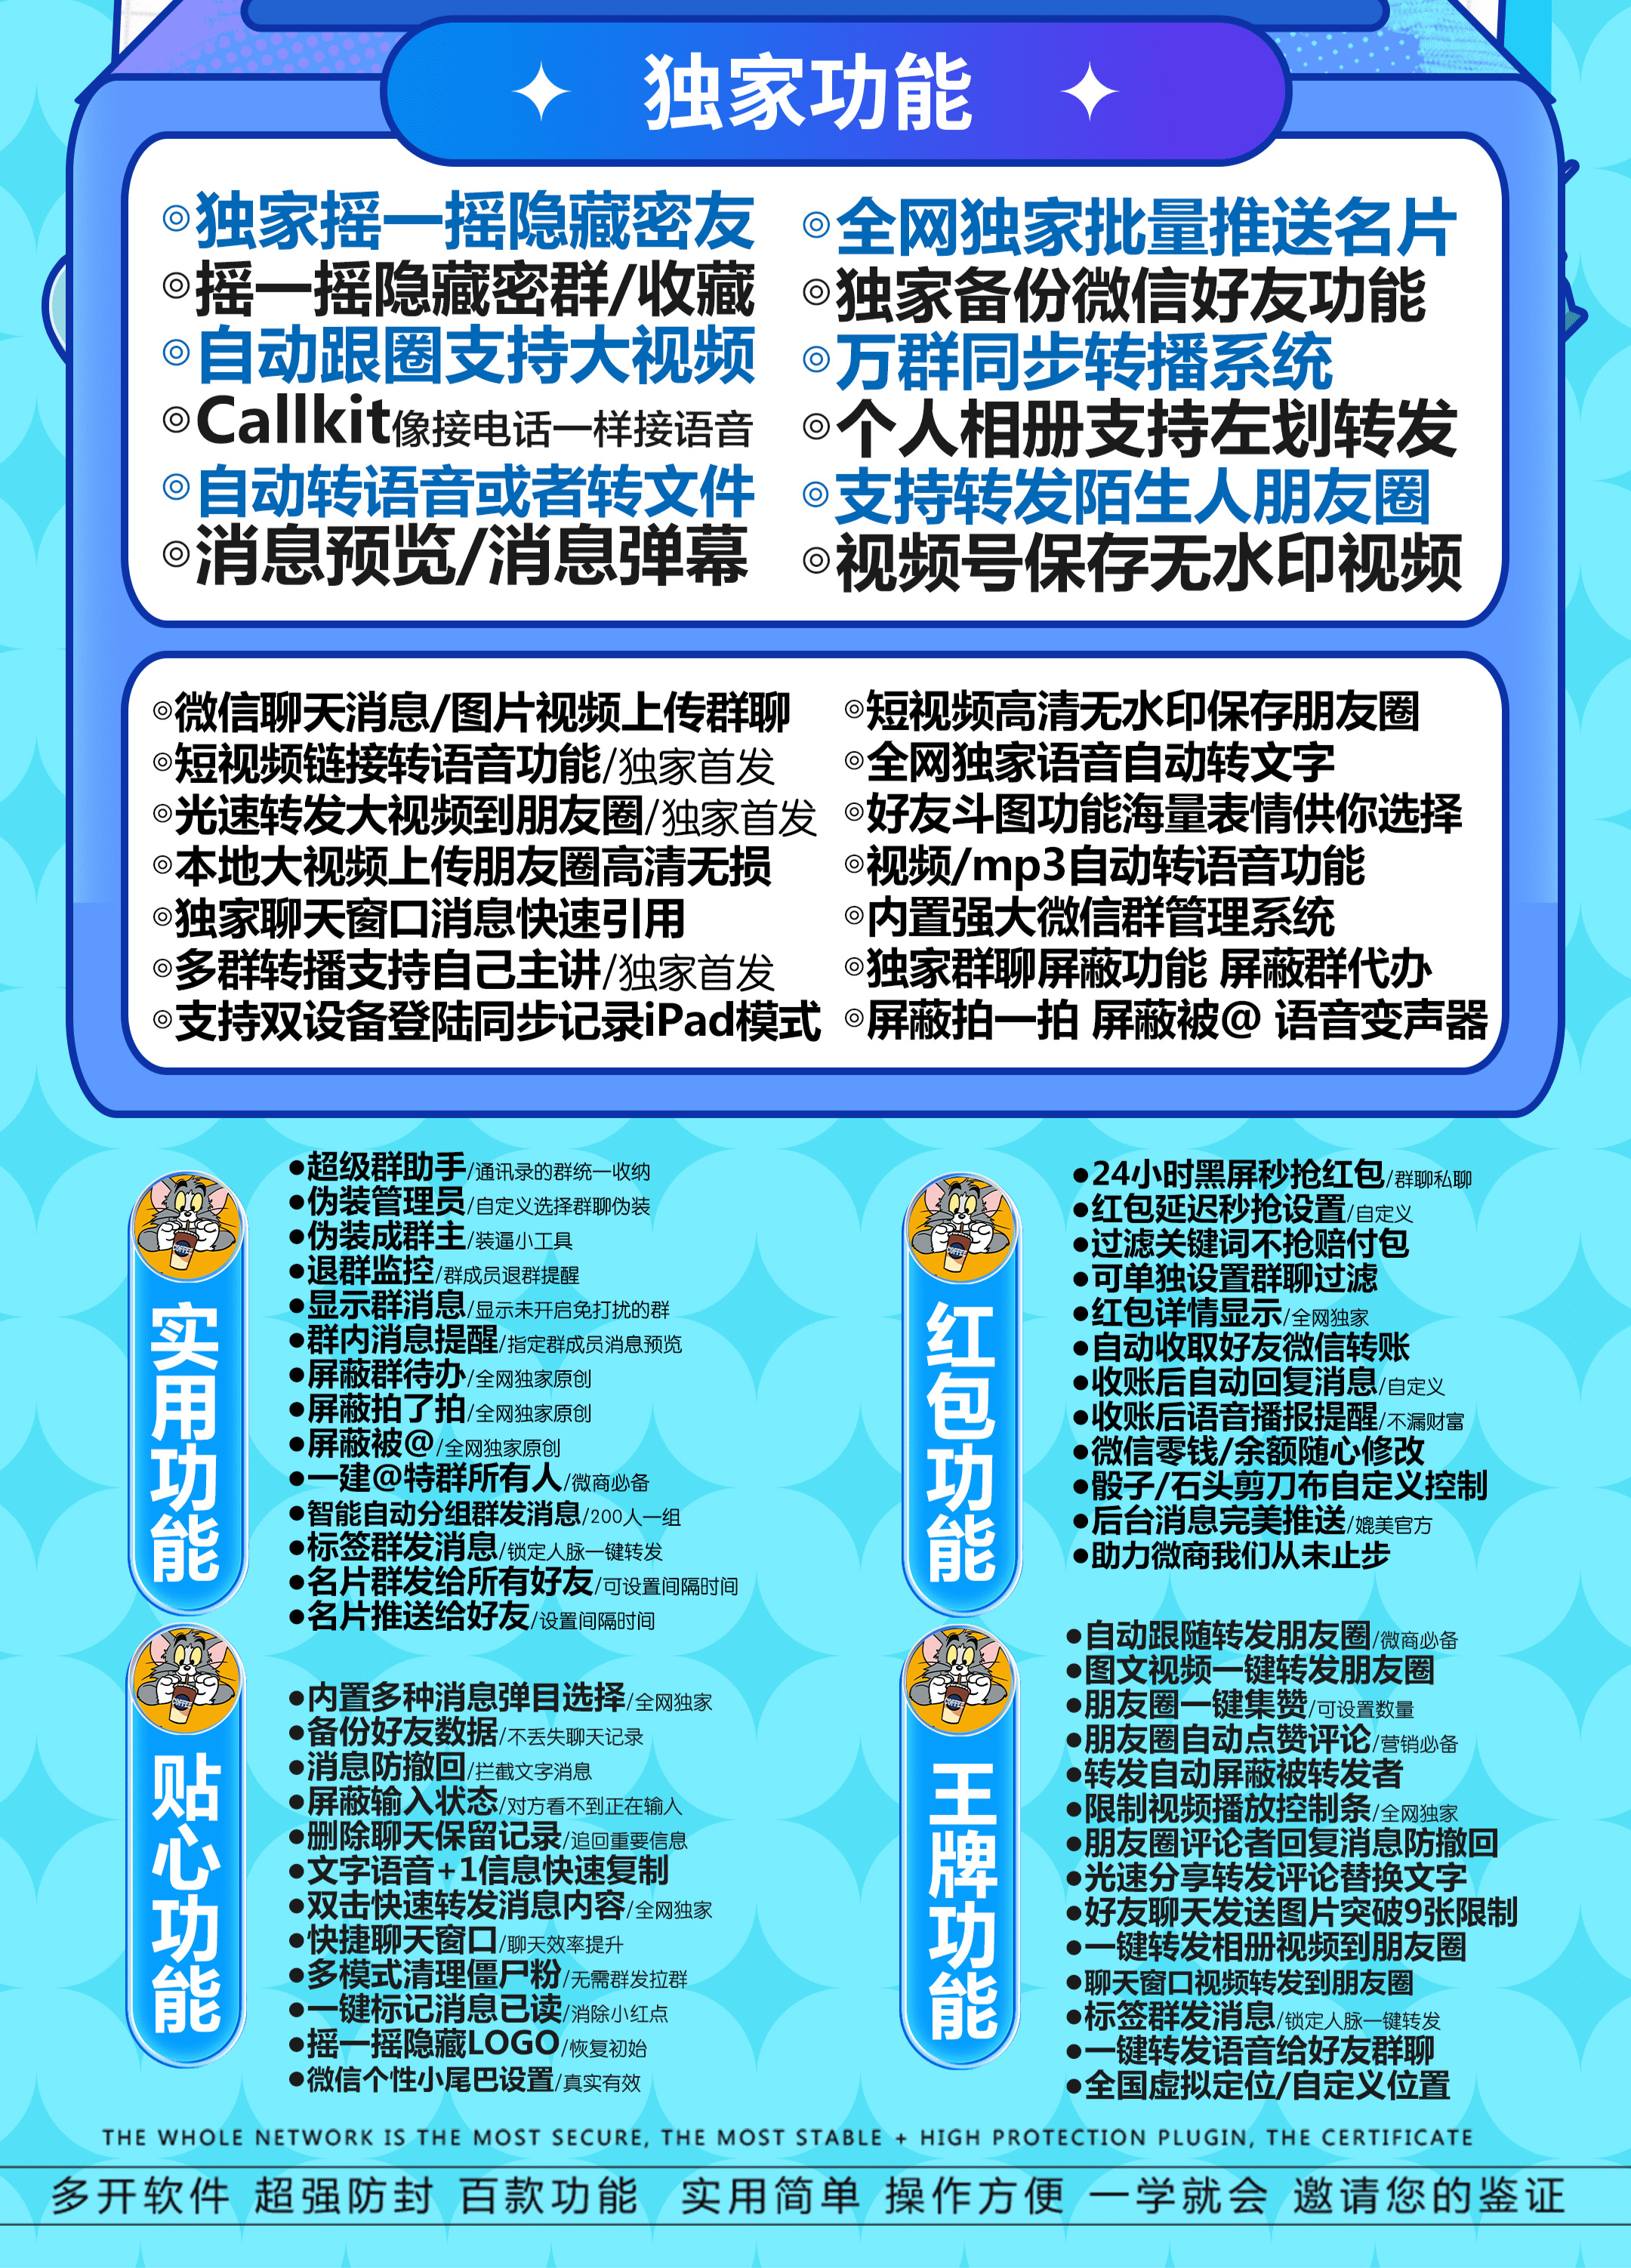 独家功能
◎独家摇一摇隐藏密友
◎摇一摇隐藏密群/收藏
◎自动跟圈支持大视频
◎Callkit像接电话一样接语音
◎自动转语音或者转文件
◎消息预览/消息弹幕
◎全网独家批量推送名片
◎独家备份微信好友功能
◎万群同步转播系统
◎个人相册支持左划转发
◎支持转发陌生人朋友圈
◎视频号保存无水印视频
◎微信聊天消息/图片视频上传群聊
◎短视频链接转语音功能/独家首发
◎光速转发大视频到朋友圈/独家首发
◎本地大视频上传朋友圈高清无损
◎独家聊天窗口消息快速引用
◎多群转播支持自己主讲/独家首发
◎支持双设备登陆同步记录iPad模式
◎短视频高清无水印保存朋友圈
◎全网独家语音自动转文字
◎好友斗图功能海量表情供你选择
◎视频/mp3自动转语音功能
◎内置强大微信群管理系统
◎独家群聊屏蔽功能 屏蔽群代办
◎屏蔽拍一拍 屏蔽被@ 语音变声器
COFFEE
实用功能
●超级群助手/通讯录的群统一收纳
●伪装管理员/自定义选择群聊伪装
●伪装成群主/装逼小工具
●退群监控/群成员退群提醒
●显示群消息/显示未开启免打扰的群
●群内消息提醒/指定群成员消息预览
●屏蔽群待办/全网独家原创
●屏蔽拍了拍/全网独家原创
●屏蔽被@/全网独家原创
●一建@特群所有人/微商必备
●智能自动分组群发消息/200人一组
●标签群发消息/锁定人脉一键转发
●名片群发给所有好友/可设置间隔时间
●名片推送给好友/设置间隔时间
COFFEE
红包功能
●24小时黑屏秒抢红包/群聊私聊
●红包延迟秒抢设置/自定义
●过滤关键词不抢赔付包
●可单独设置群聊过滤
●红包详情显示/全网独家
●自动收取好友微信转账
●收账后自动回复消息/自定义
●收账后语音播报提醒/不漏财富
●微信零钱/余额随心修改
●骰子/石头剪刀布自定义控制
●后台消息完美推送/媲美官方
●助力微商我们从未止步
COFFEE
贴心功能
●内置多种消息弹目选择/全网独家
●备份好友数据/不丢失聊天记录
●消息防撤回/拦截文字消息
●屏蔽输入状态/对方看不到正在输入
●删除聊天保留记录/追回重要信息
●文字语音+1信息快速复制
●双击快速转发消息内容/全网独家
●快捷聊天窗口/聊天效率提升
●多模式清理僵尸粉/无需群发拉群
●一键标记消息已读/消除小红点
●摇一摇隐藏LOGO/恢复初始
●微信个性小尾巴设置/真实有效
COFFEE
王牌功能
●自动跟随转发朋友圈/微商必备
●图文视频一键转发朋友圈
●朋友圈一键集赞/可设置数量
●朋友圈自动点赞评论/营销必备
●转发自动屏蔽被转发者
●限制视频播放控制条/全网独家
●朋友圈评论者回复消息防撤回
●光速分享转发评论替换文字
●好友聊天发送图片突破9张限制
●一键转发相册视频到朋友圈
●聊天窗口视频转发到朋友圈
●标签群发消息/锁定人脉一键转发
●一键转发语音给好友群聊
●全国虚拟定位/自定义位置
THE WHOLE NETWORK IS THE MOST SECURE, THE MOST STABLE + HIGH PROTECTION PLUGIN, THE CERTIFICATE
多开软件 超强防封 百款功能 实用简单 操作方便 一学就会 邀请您的鉴证